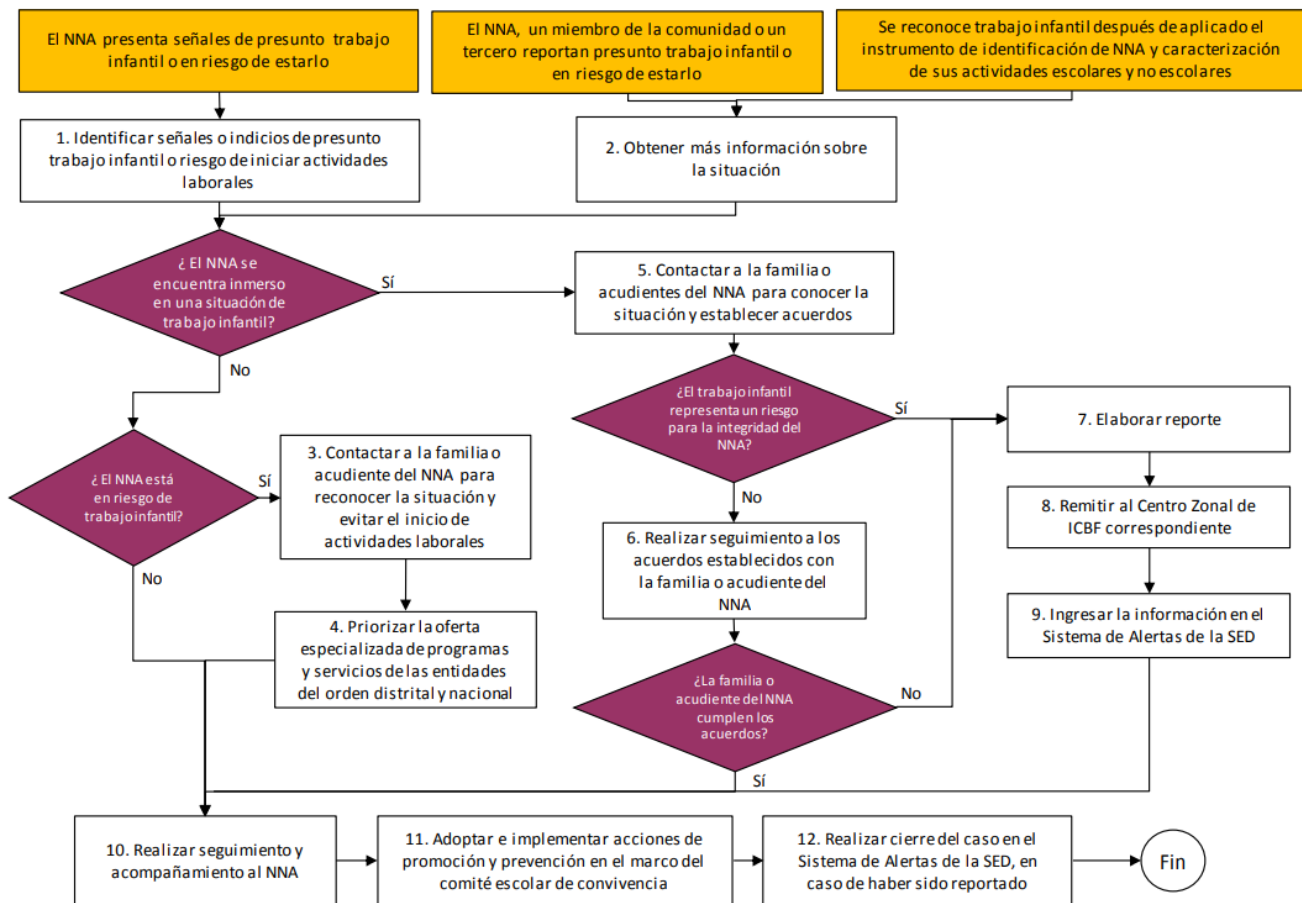 El NNA presenta señales de presunto trabajo
infantil o en riesgo de estarlo
El NNA, un miembro de la comunidad o un
tercero reportan presunto trabajo infantil o
en riesgo de estarlo
Se reconoce trabajo infantil después de aplicado el
instrumento de identificación de NNA y caracterización
de sus actividades escolares y no escolares
1. Identificar señales o indicios de presunto
trabajo infantil o riesgo de iniciar actividades
laborales
2. Obtener más información sobre
la situación
¿ El NNA se
encuentra inmerso
en una situación de
trabajo infantil?
Sí
No
5. Contactar a la familia o
acudientes del NNA para conocer la
situación y establecer acuerdos
¿El trabajo infantil
representa un riesgo
para la integridad del
NNA?
Sí
No
7. Elaborar reporte
¿ El NNA está
en riesgo de
trabajo infantil?
Sí
No
3. Contactar a la familia o
acudiente del NNA para
reconocer la situación y
evitar el inicio de
actividades laborales
6. Realizar seguimiento a los
acuerdos establecidos con
la familia o acudiente del
NNA
8. Remitir al Centro Zonal de
ICBF correspondiente
4. Priorizar la oferta
especializada de programas
y servicios de las entidades
del orden distrital y nacional
9. Ingresar la información en el
Sistema de Alertas de la SED
¿La familia o
acudiente del NNA
cumplen los
acuerdos?
No
Sí
10. Realizar seguimiento y
acompañamiento al NNA
11. Adoptar e implementar acciones de
promoción y prevención en el marco del
comité escolar de convivencia
12. Realizar cierre del caso en el
Sistema de Alertas de la SED, en
caso de haber sido reportado
Fin